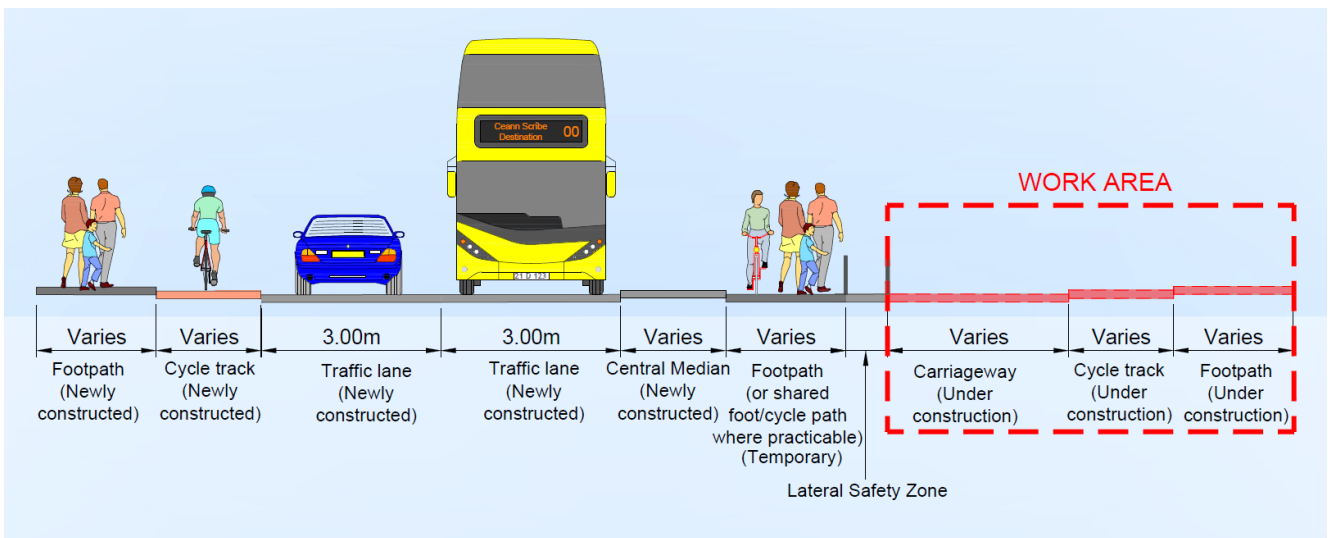 Ceann Scríbe
Destination
00
21 D 123
WORK AREA
Varies
Varies
3.00m
3.00m
Varies
Varies
Varies
Varies
Varies
Footpath
(Newly
constructed)
Cycle track
(Newly
constructed)
Traffic lane
(Newly
constructed)
Traffic lane
(Newly
constructed)
Central Median
(Newly
constructed)
Footpath
(or shared
foot/cycle path
where practicable)
(Temporary)
Lateral Safety Zone
Carriageway
(Under
construction)
Cycle track
(Under
construction)
Footpath
(Under
construction)